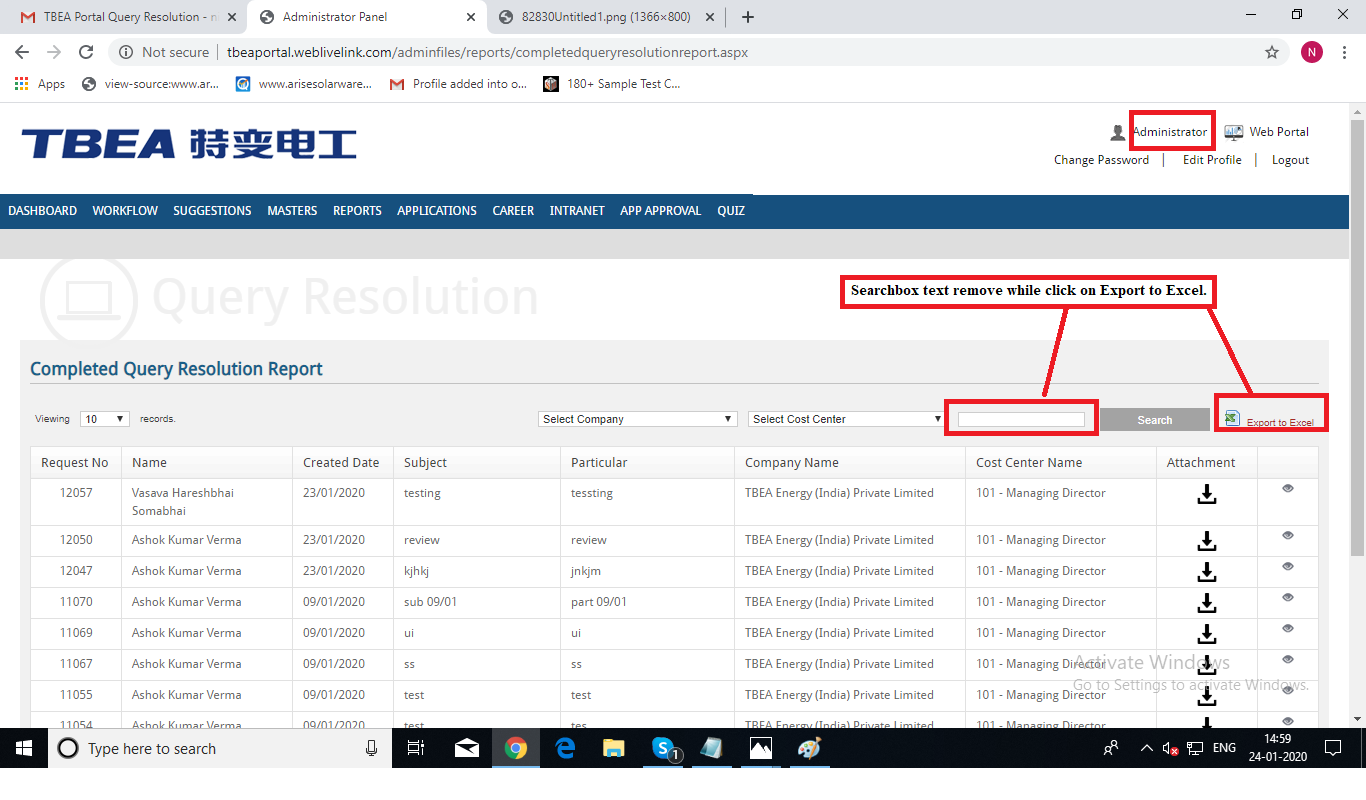 TBEA Portal Query Resolution - n
Administrator Panel
82830Untitled1.png (1366×800)
Not secure
tbeaportal.weblivelink.com/adminfiles/reports/completedqueryresolutionreport.aspx
N
Apps
view-source:www.ar...
www.arisesolarware...
Profile added into o...
180+ Sample Test C...
TBEA 特变电工
Administrator
Web Portal
Change Password | Edit Profile | Logout
DASHBOARD WORKFLOW SUGGESTIONS MASTERS REPORTS APPLICATIONS CAREER INTRANET APP APPROVAL QUIZ
Query Resolution
Searchbox text remove while click on Export to Excel.
Completed Query Resolution Report
Viewing 10 records.
Select Company
Select Cost Center
Search
Export to Excel
Request No Name Created Date Subject Particular Company Name Cost Center Name Attachment
12057 Vasava Hareshbhai 23/01/2020 testing tessting TBEA Energy (India) Private Limited 101 - Managing Director
Somabhai
12050 Ashok Kumar Verma 23/01/2020 review review TBEA Energy (India) Private Limited 101 - Managing Director
12047 Ashok Kumar Verma 23/01/2020 kjhkj jnkjm TBEA Energy (India) Private Limited 101 - Managing Director
11070 Ashok Kumar Verma 09/01/2020 sub 09/01 part 09/01 TBEA Energy (India) Private Limited 101 - Managing Director
11069 Ashok Kumar Verma 09/01/2020 ui ui TBEA Energy (India) Private Limited 101 - Managing Director
11067 Ashok Kumar Verma 09/01/2020 ss ss TBEA Energy (India) Private Limited 101 - Managing Director
11055 Ashok Kumar Verma 09/01/2020 test test TBEA Energy (India) Private Limited 101 - Managing Director
11054 Ashok Kumar Verma 09/01/2020 test tes TBEA Energy (India) Private Limited 101 - Managing Director
Activate Windows
Go to Settings to activate Windows.
Type here to search
1
ENG
14:59
24-01-2020